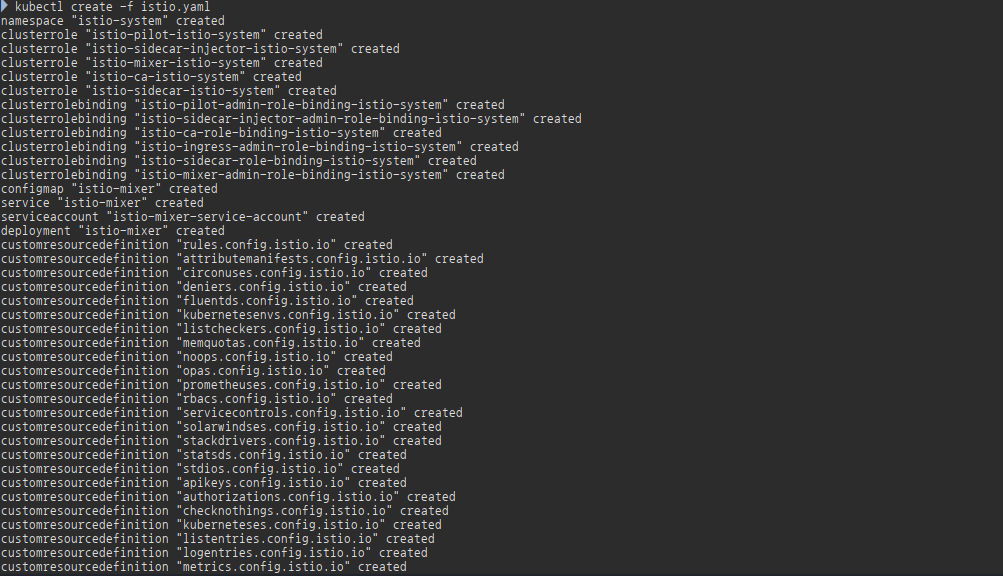 kubectl create -f istio.yaml
namespace "istio-system" created
clusterrole "istio-pilot-istio-system" created
clusterrole "istio-sidecar-injector-istio-system" created
clusterrole "istio-mixer-istio-system" created
clusterrole "istio-ca-istio-system" created
clusterrole "istio-sidecar-istio-system" created
clusterrolebinding "istio-pilot-admin-role-binding-istio-system" created
clusterrolebinding "istio-sidecar-injector-admin-role-binding-istio-system" created
clusterrolebinding "istio-ca-role-binding-istio-system" created
clusterrolebinding "istio-ingress-admin-role-binding-istio-system" created
clusterrolebinding "istio-sidecar-role-binding-istio-system" created
clusterrolebinding "istio-mixer-admin-role-binding-istio-system" created
configmap "istio-mixer" created
service "istio-mixer" created
serviceaccount "istio-mixer-service-account" created
deployment "istio-mixer" created
customresourcedefinition "rules.config.istio.io" created
customresourcedefinition "attributemanifests.config.istio.io" created
customresourcedefinition "circonuses.config.istio.io" created
customresourcedefinition "deniers.config.istio.io" created
customresourcedefinition "fluentds.config.istio.io" created
customresourcedefinition "kubernetesenvs.config.istio.io" created
customresourcedefinition "listcheckers.config.istio.io" created
customresourcedefinition "memquotas.config.istio.io" created
customresourcedefinition "noops.config.istio.io" created
customresourcedefinition "opas.config.istio.io" created
customresourcedefinition "prometheuses.config.istio.io" created
customresourcedefinition "rbacs.config.istio.io" created
customresourcedefinition "servicecontrols.config.istio.io" created
customresourcedefinition "solarwindses.config.istio.io" created
customresourcedefinition "stackdrivers.config.istio.io" created
customresourcedefinition "statsds.config.istio.io" created
customresourcedefinition "stdios.config.istio.io" created
customresourcedefinition "apikeys.config.istio.io" created
customresourcedefinition "authorizations.config.istio.io" created
customresourcedefinition "checknothings.config.istio.io" created
customresourcedefinition "kuberneteses.config.istio.io" created
customresourcedefinition "listentries.config.istio.io" created
customresourcedefinition "logentries.config.istio.io" created
customresourcedefinition "metrics.config.istio.io" created